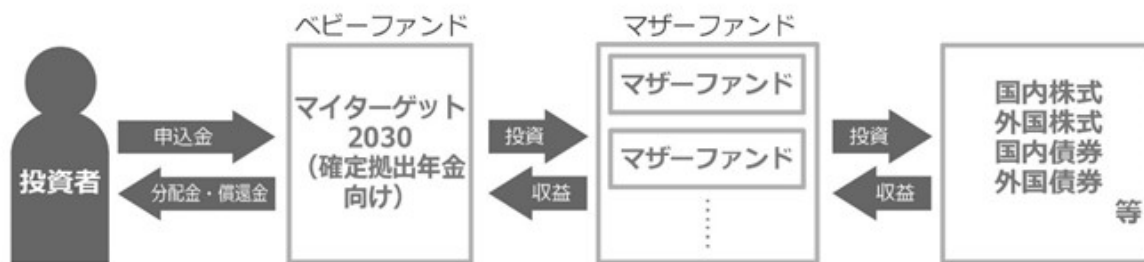 ベビーファンド
マザーファンド
投資者
申込金
分配金・償還金
マイターゲット
2030
（確定拠出年金
向け）
投資
収益
マザーファンド
マザーファンド
投資
収益
国内株式
外国株式
国内債券
外国債券
等